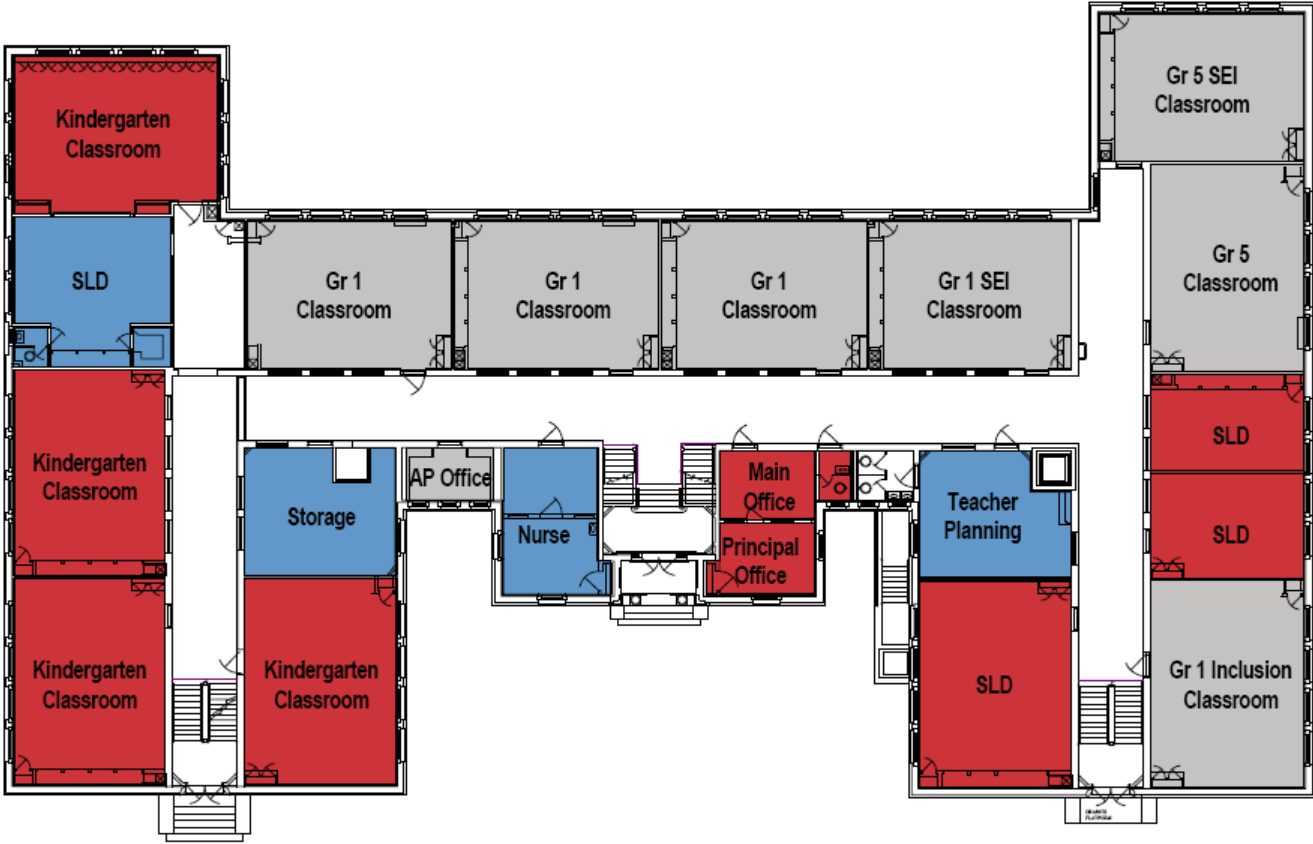 Gr 5 SEI
Classroom
Kindergarten
Classroom
SLD
Gr 1
Classroom
Gr 1
Classroom
Gr 1
Classroom
Gr 1 SEI
Classroom
Gr 5
Classroom
Kindergarten
Classroom
Storage
AP Office
Nurse
Main
Office
Principal
Office
Teacher
Planning
SLD
SLD
Kindergarten
Classroom
Kindergarten
Classroom
SLD
Gr 1 Inclusion
Classroom